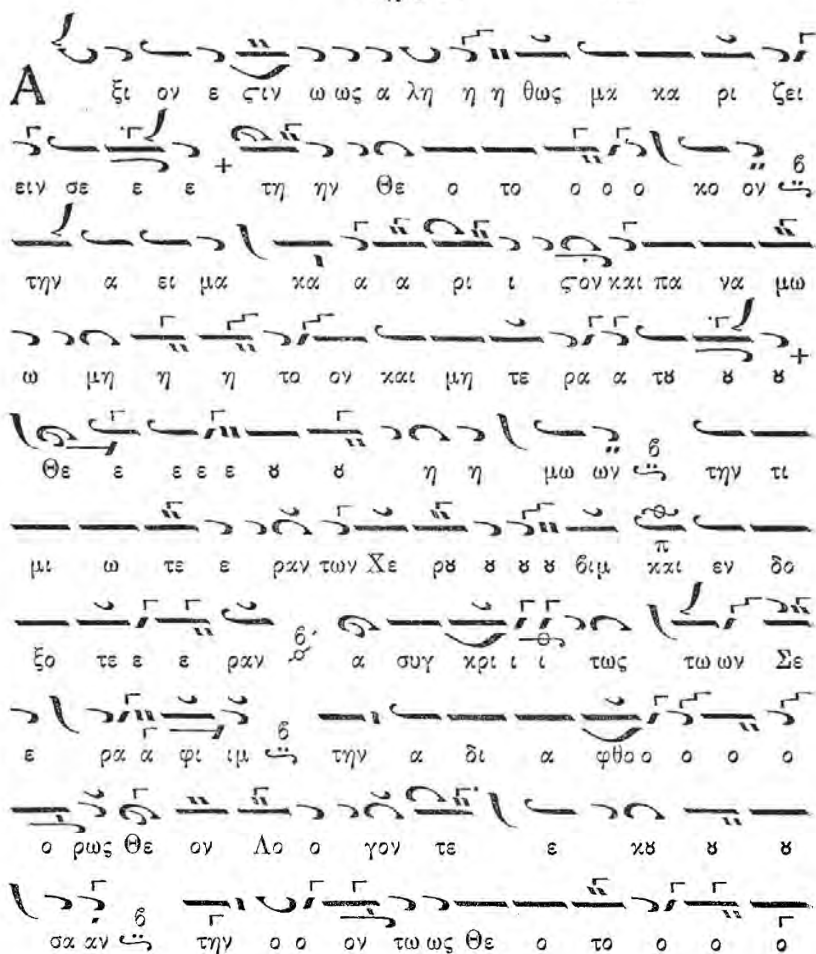 Α ξι ον ε ϛιν ω ως α λη η η θως μα κα ρι ζει
ειν σε ε ε τη ην Θε ο το ο ο ο κο ον
την α ει μα κα α α ρι ι ϛον και πα να μω
ω μη η η το ον και μη τε ρα α τȣ ȣ ȣ
Θε ε ε ε ε ȣ ȣ η η μω ων την τι
μι ω τε ε ραν των Χε ρȣ ȣ ȣ ȣ βιμ και εν δο
ξο τε ε ε ραν α συγ κρι ι ι τως τω ων Σε
ε ρα α φι ιμ την α δι α φθο ο ο ο ο
ο ρως Θε ον Λο ο γον τε ε κȣ ȣ ȣ
σα αν την ο ο ον τω ως Θε ο το ο ο ο